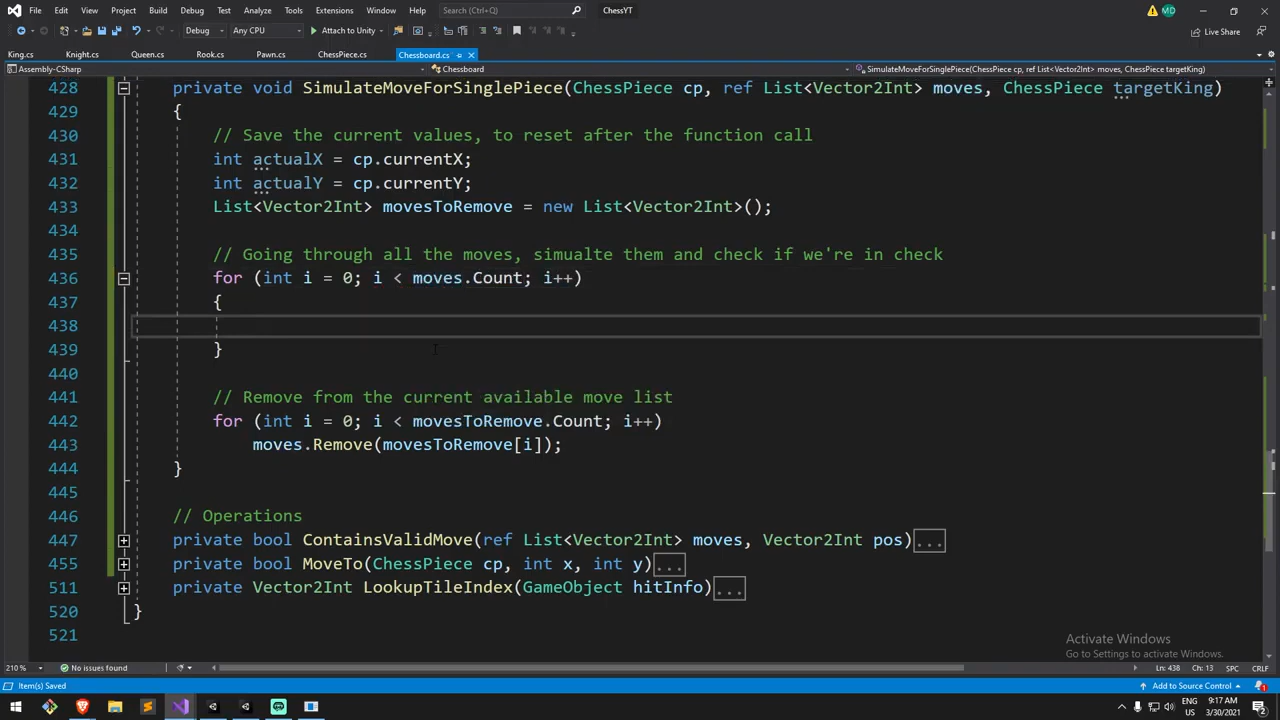 File Edit View Git Project Build Debug Test Analyze Tools Extensions Window Help Search (Ctrl+Q) ChessYT MD
Debug Any CPU Attach to Unity Live Share
King.cs Knight.cs Queen.cs Rook.cs Pawn.cs ChessPiece.cs Chessboard.cs
Assembly-CSharp Chessboard SimulateMoveForSinglePiece(ChessPiece cp, ref List<Vector2Int> moves, ChessPiece targetKing)
428 private void SimulateMoveForSinglePiece(ChessPiece cp, ref List<Vector2Int> moves, ChessPiece targetKing)
429 {
430 // Save the current values, to reset after the function call
431 int actualX = cp.currentX;
432 int actualY = cp.currentY;
433 List<Vector2Int> movesToRemove = new List<Vector2Int>();
434
435 // Going through all the moves, simualte them and check if we're in check
436 for (int i = 0; i < moves.Count; i++)
437 {
438
439 }
440
441 // Remove from the current available move list
442 for (int i = 0; i < movesToRemove.Count; i++)
443 moves.Remove(movesToRemove[i]);
444 }
445
446 // Operations
447 private bool ContainsValidMove(ref List<Vector2Int> moves, Vector2Int pos)...
455 private bool MoveTo(ChessPiece cp, int x, int y)...
511 private Vector2Int LookupTileIndex(GameObject hitInfo)...
520 }
521
Activate Windows
Go to Settings to activate Windows.
210 % No issues found Ln: 438 Ch: 13 SPC CRLF
Item(s) Saved Add to Source Control 1
ENG 9:17 AM
US 3/30/2021 2